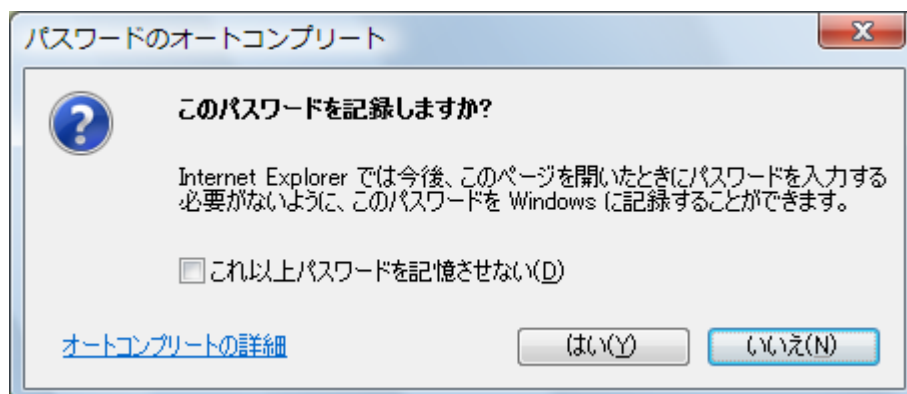 パスワードのオートコンプリート
このパスワードを記録しますか?
Internet Explorer では今後、このページを開いたときにパスワードを入力する
必要がないように、このパスワードを Windows に記録することができます。
これ以上パスワードを記憶させない(D)
オートコンプリートの詳細 はい(Y) いいえ(N)